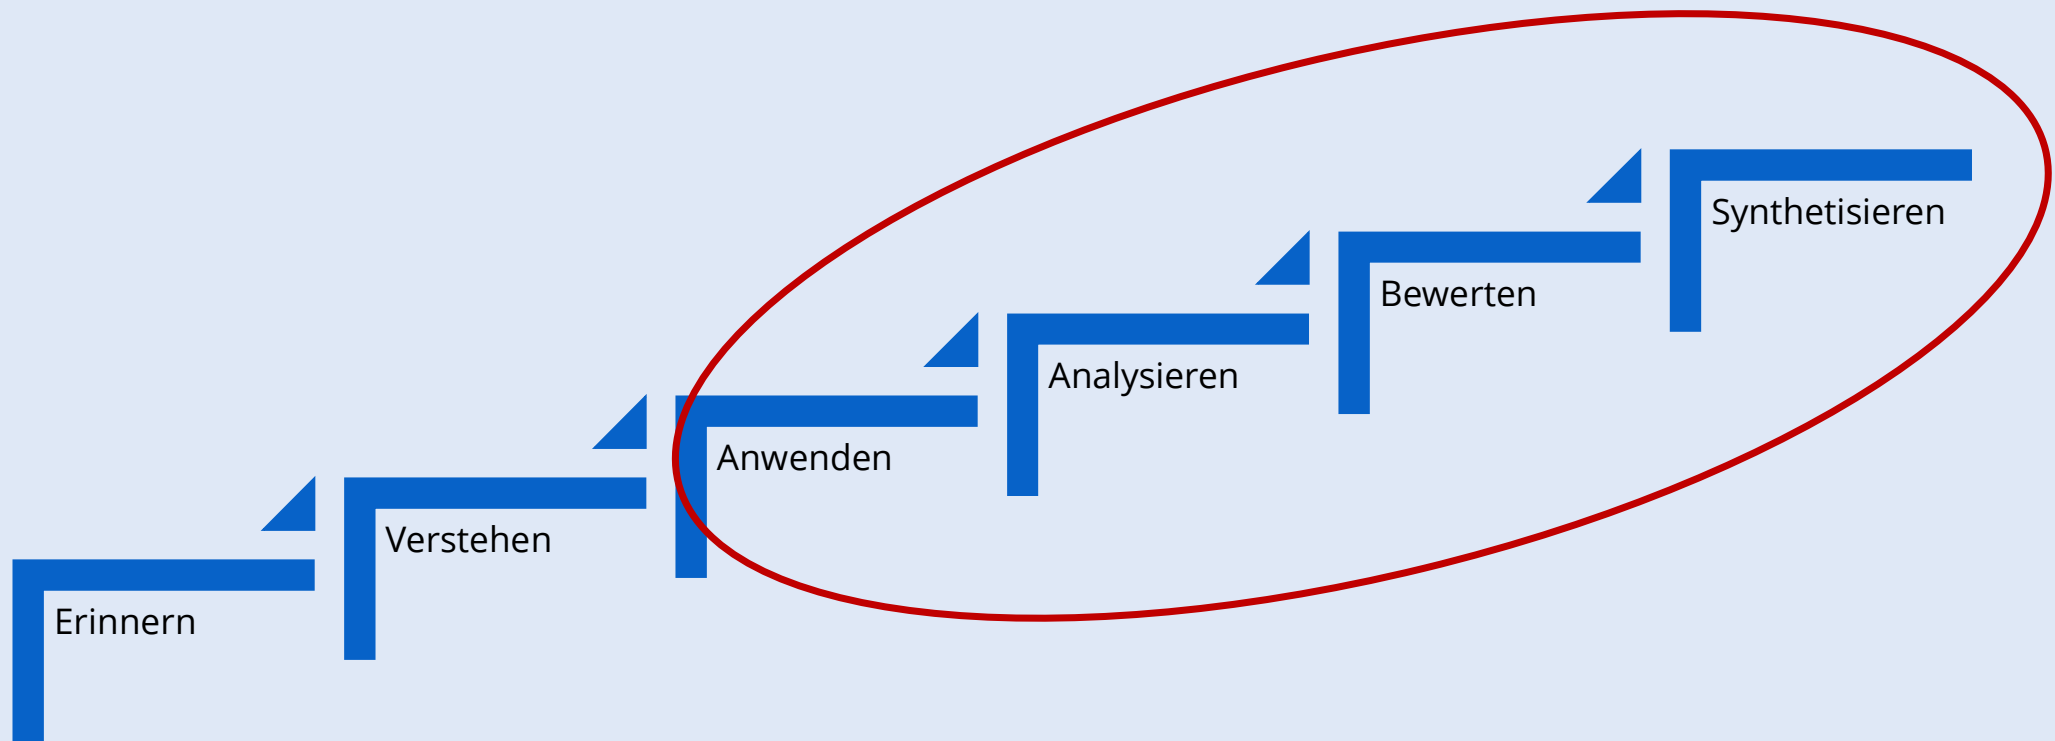 Erinnern
Verstehen
Anwenden
Analysieren
Bewerten
Synthetisieren